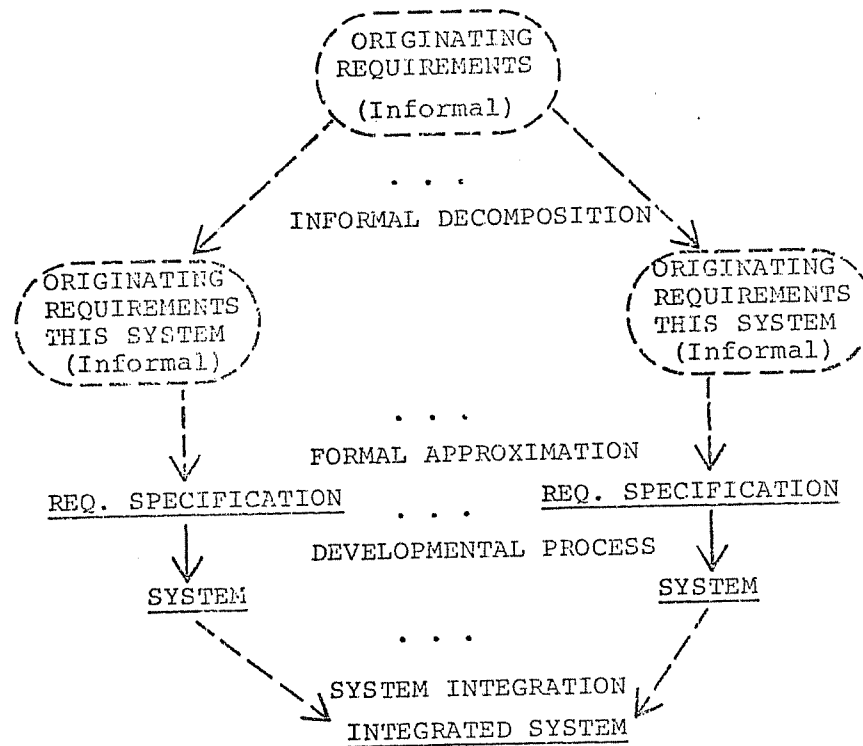 ORIGINATING
REQUIREMENTS
(Informal)
. . .
INFORMAL DECOMPOSITION
ORIGINATING
REQUIREMENTS
THIS SYSTEM
(Informal)
ORIGINATING
REQUIREMENTS
THIS SYSTEM
(Informal)
. . .
FORMAL APPROXIMATION
REQ. SPECIFICATION
REQ. SPECIFICATION
. . .
DEVELOPMENTAL PROCESS
SYSTEM
SYSTEM
. . .
SYSTEM INTEGRATION
INTEGRATED SYSTEM